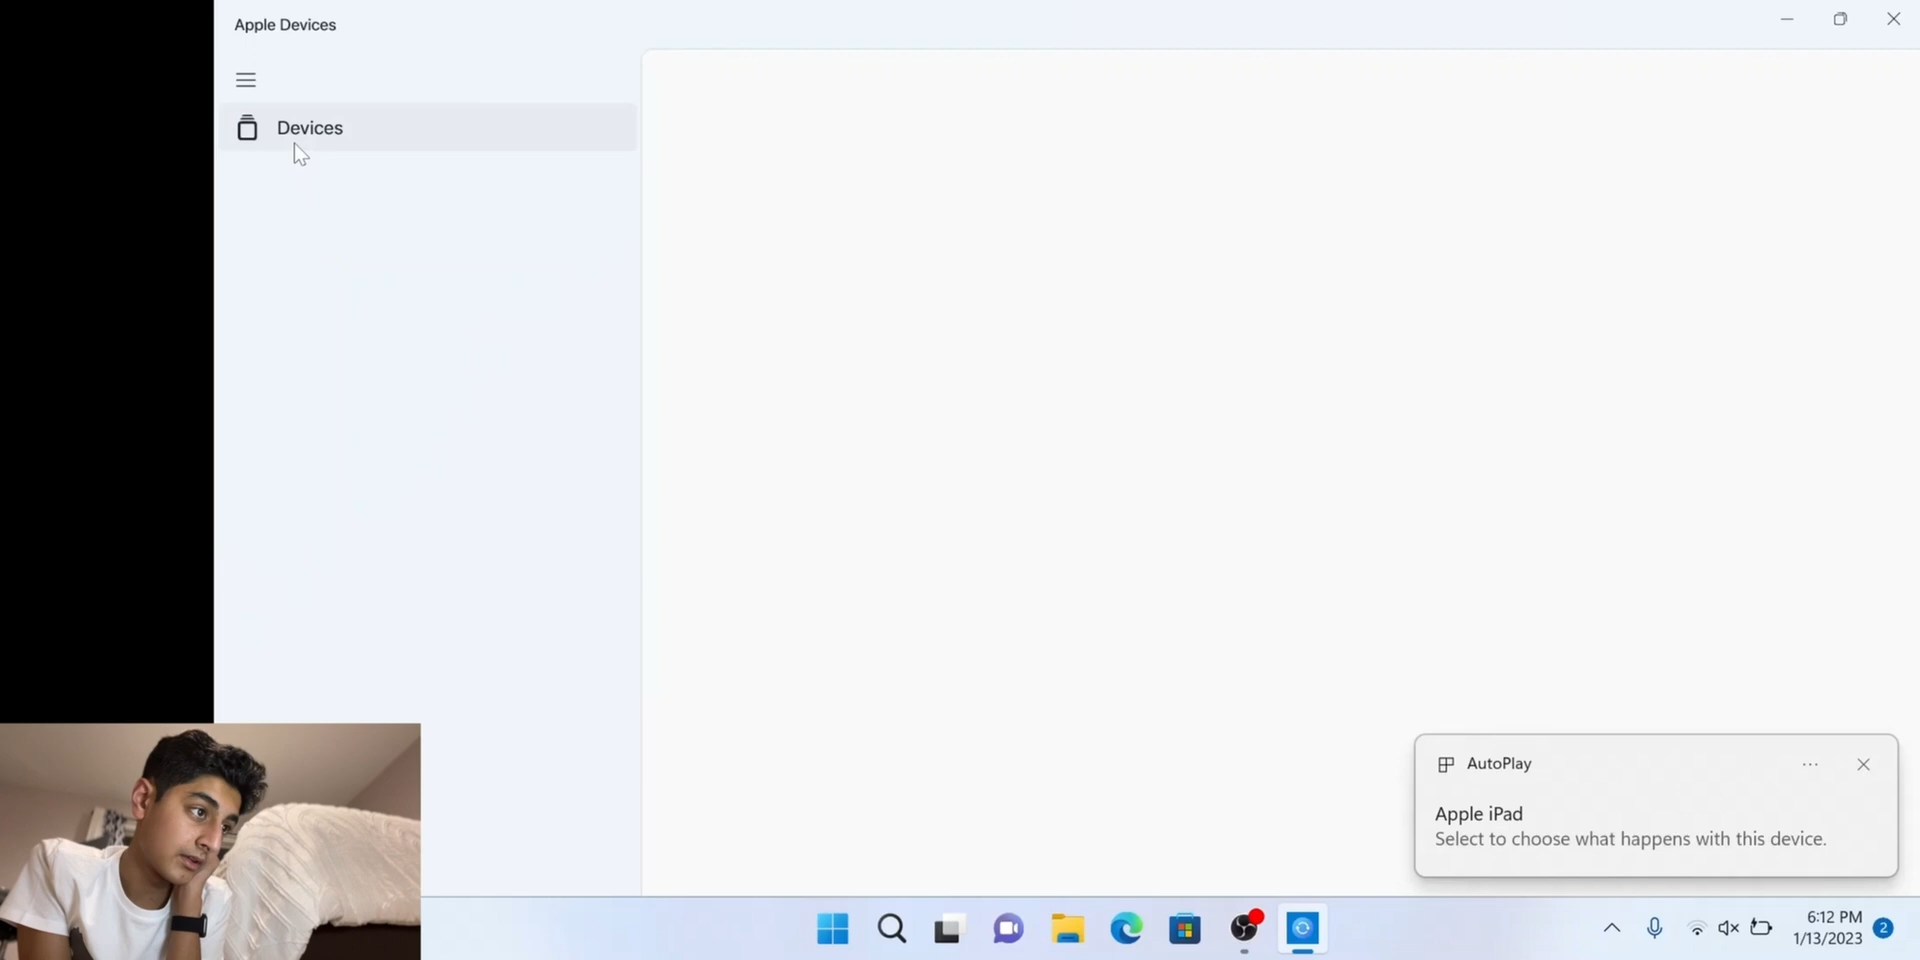 Apple Devices
Devices
AutoPlay
Apple iPad
Select to choose what happens with this device.
6:12 PM
1/13/2023
2